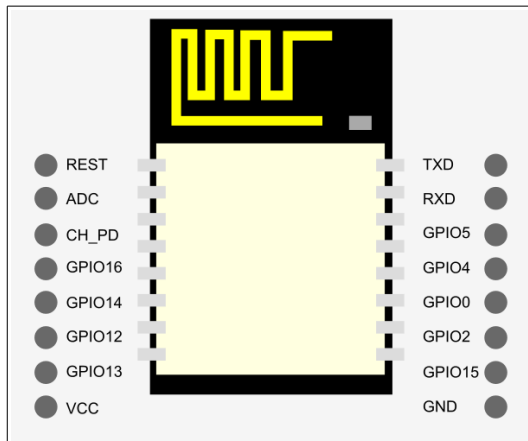 REST
ADC
CH_PD
GPIO16
GPIO14
GPIO12
GPIO13
VCC
TXD
RXD
GPIO5
GPIO4
GPIO0
GPIO2
GPIO15
GND